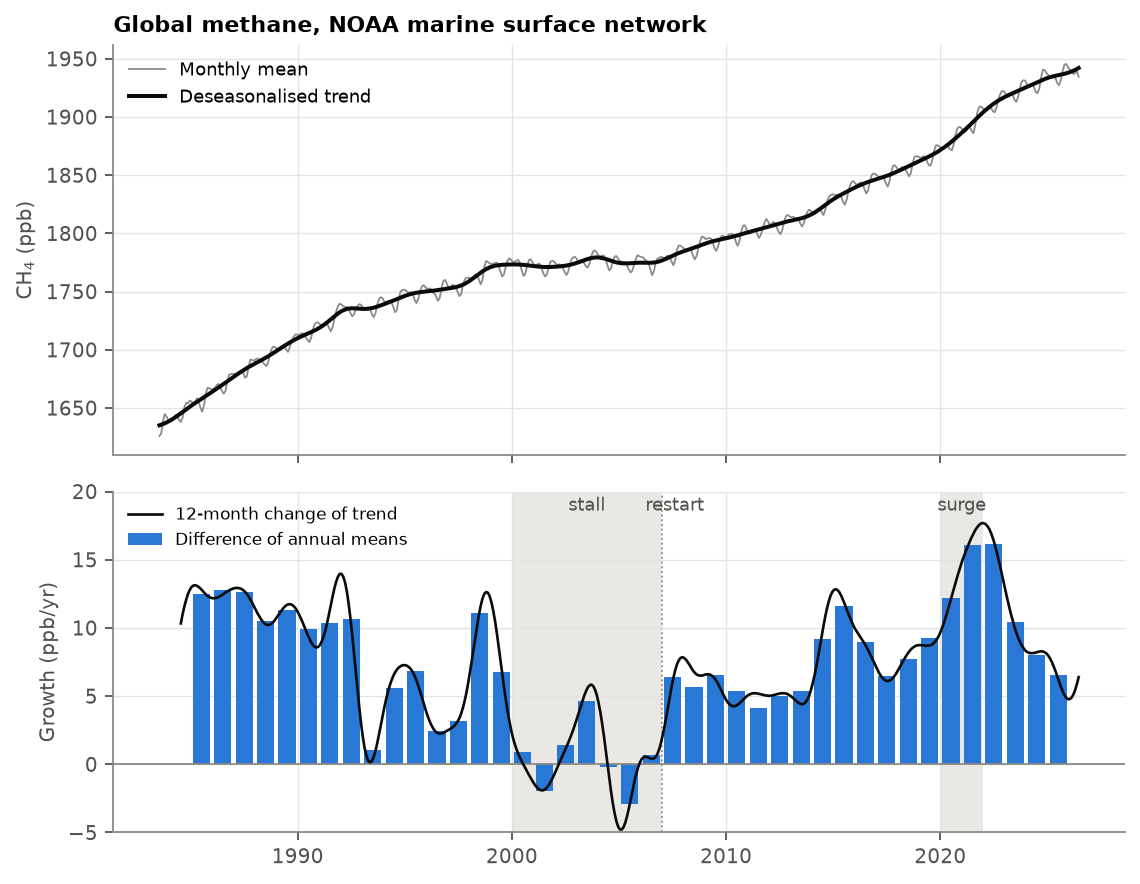 Global methane, NOAA marine surface network
CH₄ (ppb)
1950
1900
1850
1800
1750
1700
1650
Monthly mean
Deseasonalised trend
Growth (ppb/yr)
20
15
10
5
0
−5
12-month change of trend
Difference of annual means
stall
restart
surge
1990
2000
2010
2020